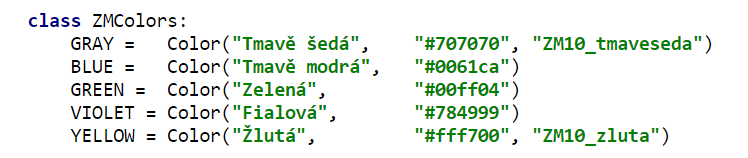 class ZMColors:
    GRAY =   Color("Tmavě šedá",    "#707070", "ZM10_tmaveseda")
    BLUE =   Color("Tmavě modrá",   "#0061ca")
    GREEN =  Color("Zelená",        "#00ff04")
    VIOLET = Color("Fialová",       "#784999")
    YELLOW = Color("Žlutá",         "#fff700", "ZM10_zluta")